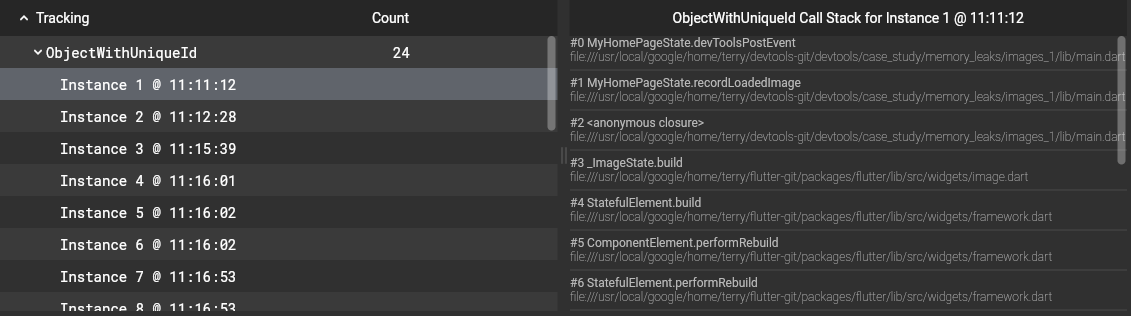 Tracking Count
ObjectWithUniqueId 24
Instance 1 @ 11:11:12
Instance 2 @ 11:12:28
Instance 3 @ 11:15:39
Instance 4 @ 11:16:01
Instance 5 @ 11:16:02
Instance 6 @ 11:16:02
Instance 7 @ 11:16:53
Instance 8 @ 11:16:53
ObjectWithUniqueId Call Stack for Instance 1 @ 11:11:12
#0 MyHomePageState.devToolsPostEvent
file:///usr/local/google/home/terry/devtools-git/devtools/case_study/memory_leaks/images_1/lib/main.dart
#1 MyHomePageState.recordLoadedImage
file:///usr/local/google/home/terry/devtools-git/devtools/case_study/memory_leaks/images_1/lib/main.dart
#2 <anonymous closure>
file:///usr/local/google/home/terry/devtools-git/devtools/case_study/memory_leaks/images_1/lib/main.dart
#3 _ImageState.build
file:///usr/local/google/home/terry/flutter-git/packages/flutter/lib/src/widgets/image.dart
#4 StatefulElement.build
file:///usr/local/google/home/terry/flutter-git/packages/flutter/lib/src/widgets/framework.dart
#5 ComponentElement.performRebuild
file:///usr/local/google/home/terry/flutter-git/packages/flutter/lib/src/widgets/framework.dart
#6 StatefulElement.performRebuild
file:///usr/local/google/home/terry/flutter-git/packages/flutter/lib/src/widgets/framework.dart